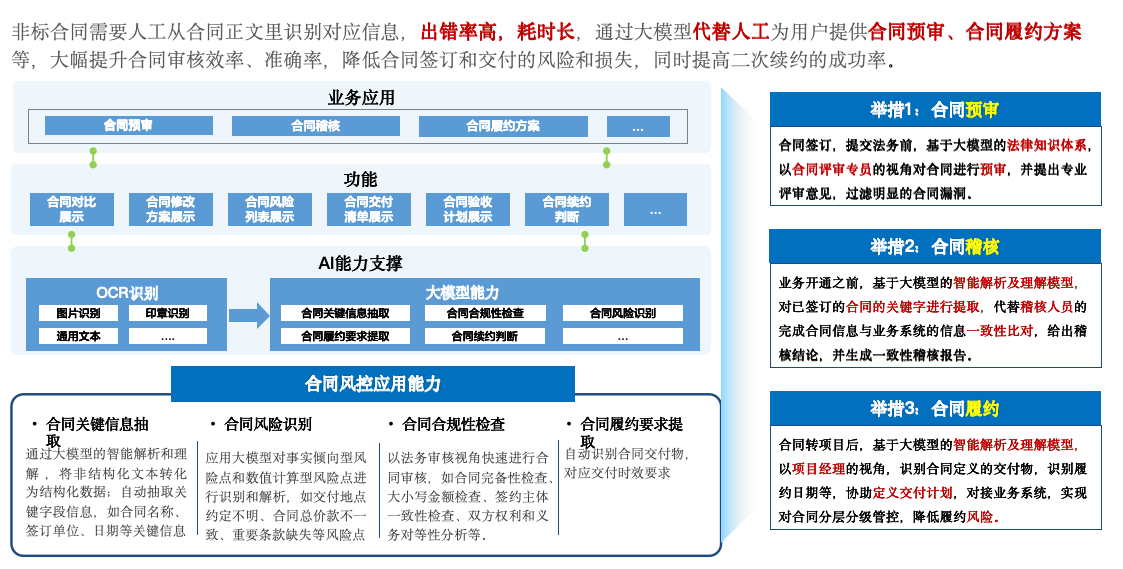 非标合同需要人工从合同正文里识别对应信息，出错率高，耗时长，通过大模型代替人工为用户提供合同预审、合同履约方案
等，大幅提升合同审核效率、准确率，降低合同签订和交付的风险和损失，同时提高二次续约的成功率。
业务应用
合同预审
合同稽核
合同履约方案
...
功能
合同对比
展示
合同修改
方案展示
合同风险
列表展示
合同交付
清单展示
合同验收
计划展示
合同续约
判断
...
AI能力支撑
OCR识别
图片识别
印章识别
通用文本
....
大模型能力
合同关键信息抽取
合同合规性检查
合同风险识别
合同履约要求提取
合同续约判断
...
合同风控应用能力
• 合同关键信息抽
取
通过大模型的智能解析和理
解，将非结构化文本转化
为结构化数据；自动抽取关
键字段信息，如合同名称、
签订单位、日期等关键信息
• 合同风险识别
应用大模型对事实倾向型风
险点和数值计算型风险点进
行识别和解析，如交付地点
约定不明、合同总价款不一
致、重要条款缺失等风险点
• 合同合规性检查
以法务审核视角快速进行合
同审核，如合同完备性检查、
大小写金额检查、签约主体
一致性检查、双方权利和义
务对等性分析等。
• 合同履约要求提
取
自动识别合同交付物，
对应交付时效要求
举措1：合同预审
合同签订，提交法务前，基于大模型的法律知识体系，
以合同评审专员的视角对合同进行预审，并提出专业
评审意见，过滤明显的合同漏洞。
举措2：合同稽核
业务开通之前，基于大模型的智能解析及理解模型，
对已签订的合同的关键字进行提取，代替稽核人员的
完成合同信息与业务系统的信息一致性比对，给出稽
核结论，并生成一致性稽核报告。
举措3：合同履约
合同转项目后，基于大模型的智能解析及理解模型，
以项目经理的视角，识别合同定义的交付物，识别履
约日期等，协助定义交付计划，对接业务系统，实现
对合同分层分级管控，降低履约风险。